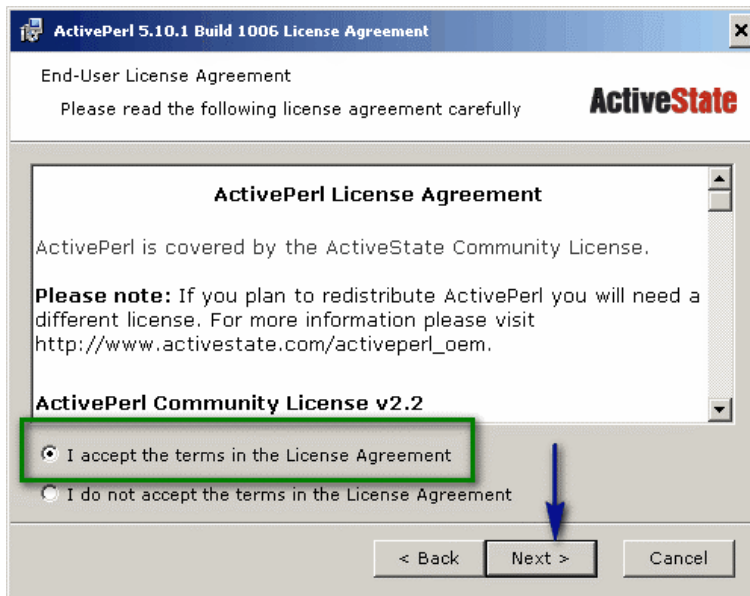 ActivePerl 5.10.1 Build 1006 License Agreement
End-User License Agreement
Please read the following license agreement carefully
ActiveState
ActivePerl License Agreement
ActivePerl is covered by the ActiveState Community License.
Please note: If you plan to redistribute ActivePerl you will need a
different license. For more information please visit
http://www.activestate.com/activeperl_oem.
ActivePerl Community License v2.2
I accept the terms in the License Agreement
I do not accept the terms in the License Agreement
< Back
Next >
Cancel